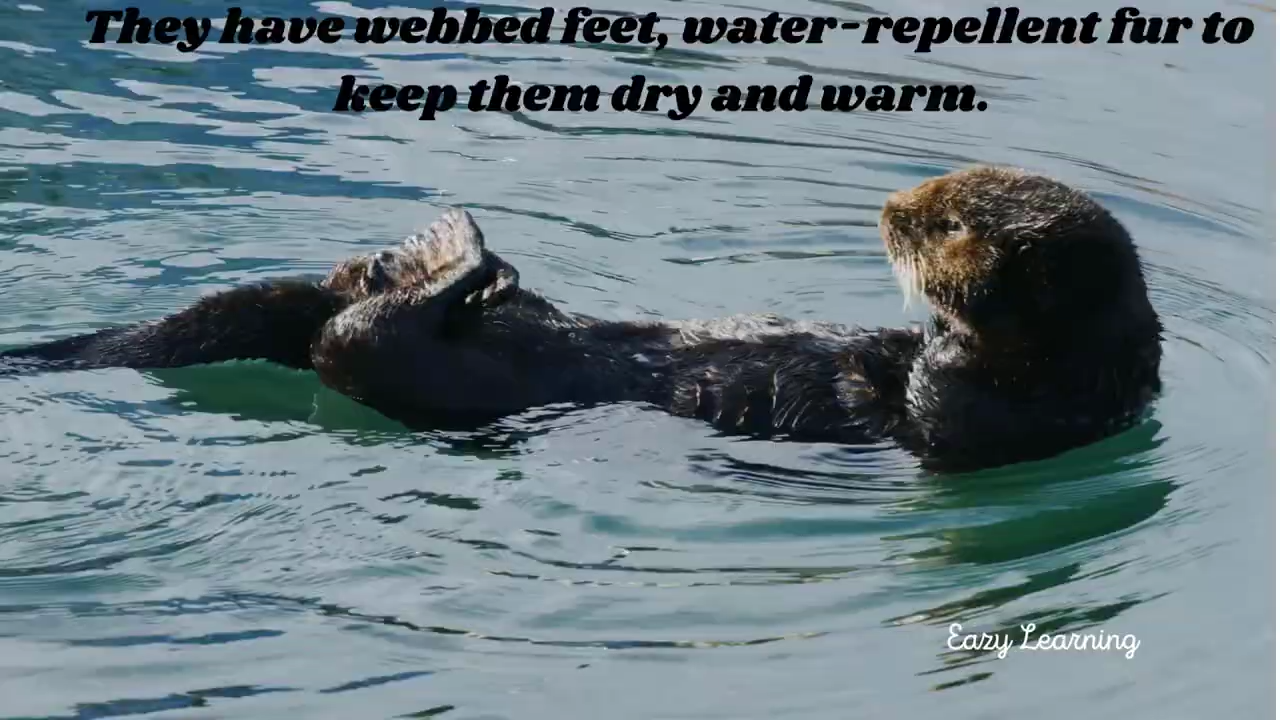 They have webbed feet, water-repellent fur to
keep them dry and warm.
Eazy Learning